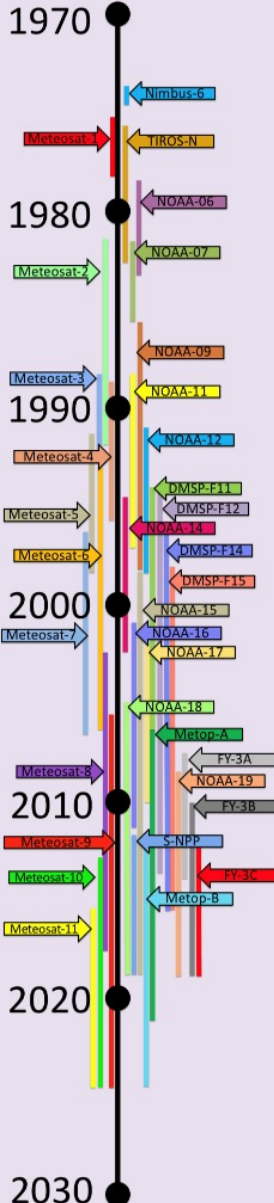 1970
Nimbus-6
Meteosat-1
TIROS-N
NOAA-06
1980
NOAA-07
Meteosat-2
NOAA-09
Meteosat-3
NOAA-11
1990
NOAA-12
Meteosat-4
DMSP-F11
DMSP-F12
Meteosat-5
NOAA-14
DMSP-F14
Meteosat-6
DMSP-F15
2000
NOAA-15
NOAA-16
Meteosat-7
NOAA-17
NOAA-18
Metop-A
FY-3A
Meteosat-8
NOAA-19
2010
FY-3B
Meteosat-9
S-NPP
Meteosat-10
FY-3C
Metop-B
Meteosat-11
2020
2030